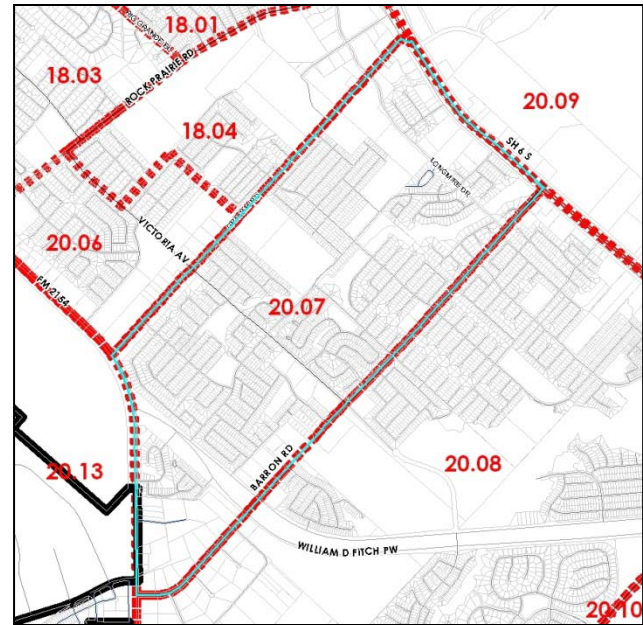 18.01
18.03
ROCK PRAIRIE RD
20.09
18.04
SH 6 S
LONGMIRE DR
20.06
VICTORIA AV
FM 2154
20.07
20.13
BARRON RD
20.08
WILLIAM D FITCH PW
20.10